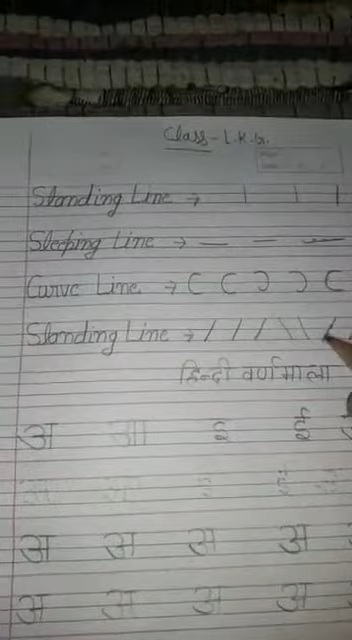 Class - L.K.G.
Standing Line → | | |
Sleeping Line → — — —
Curve Line → ( ( ) ) (
Standing Line → / / / \ \ /
हिन्दी वर्णमाला
अ आ इ ई
अ अ अ अ
अ अ अ अ